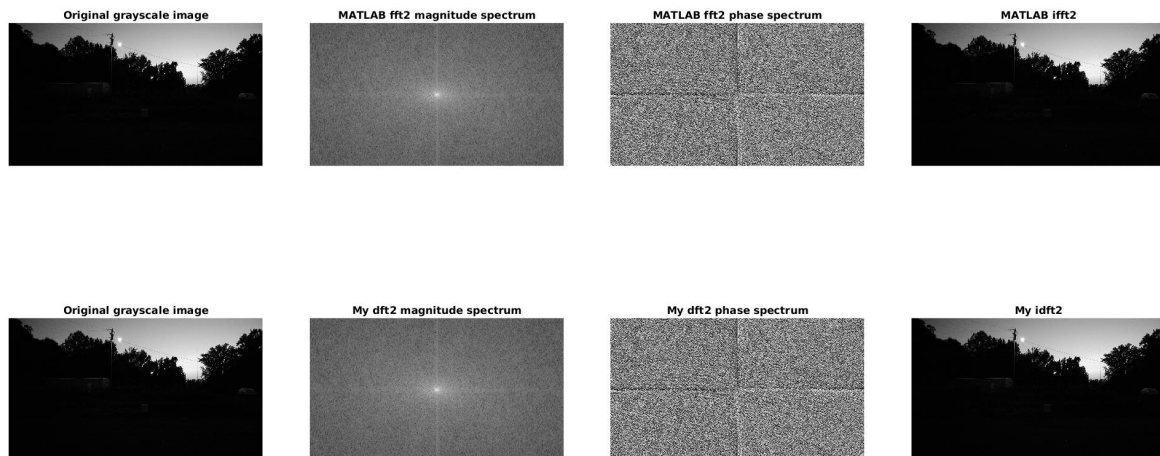 Original grayscale image
MATLAB fft2 magnitude spectrum
MATLAB fft2 phase spectrum
MATLAB ifft2
Original grayscale image
My dft2 magnitude spectrum
My dft2 phase spectrum
My idft2